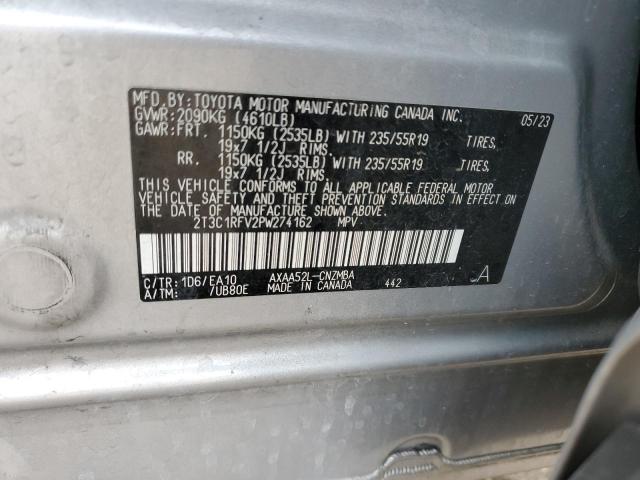 MFD.BY:TOYOTA MOTOR MANUFACTURING CANADA INC.
GVWR:2090KG (4610LB) 05/23
GAWR:FRT. 1150KG (2535LB) WITH 235/55R19 TIRES,
19x7 1/2J RIMS.
RR. 1150KG (2535LB) WITH 235/55R19 TIRES,
19x7 1/2J RIMS.
THIS VEHICLE CONFORMS TO ALL APPLICABLE FEDERAL MOTOR
VEHICLE SAFETY AND THEFT PREVENTION STANDARDS IN EFFECT
ON THE DATE OF MANUFACTURE SHOWN ABOVE.
2T3C1RFV2PW274162 MPV
C/TR:1D6/EA10 AXAA52L-CNZMBA 442 A
A/TM: /UB80E MADE IN CANADA